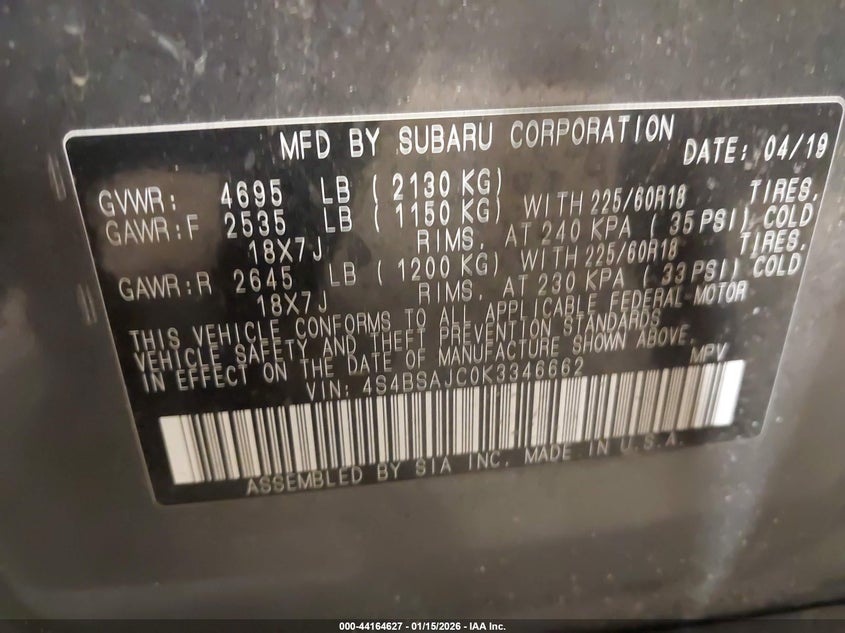 MFD BY SUBARU CORPORATION DATE: 04/19
GVWR: 4695 LB ( 2130 KG)
GAWR:F 2535 LB ( 1150 KG) WITH 225/60R18 TIRES,
18X7J RIMS, AT 240 KPA ( 35 PSI) COLD
GAWR:R 2645 LB ( 1200 KG) WITH 225/60R18 TIRES,
18X7J RIMS, AT 230 KPA ( 33 PSI) COLD
THIS VEHICLE CONFORMS TO ALL APPLICABLE FEDERAL-MOTOR
VEHICLE SAFETY AND THEFT PREVENTION STANDARDS
IN EFFECT ON THE DATE OF MANUFACTURE SHOWN ABOVE.
VIN: 4S4BSAJC0K3346662 MPV
ASSEMBLED BY SIA INC. MADE IN U.S.A.
000-44164627 - 01/15/2026 - IAA Inc.